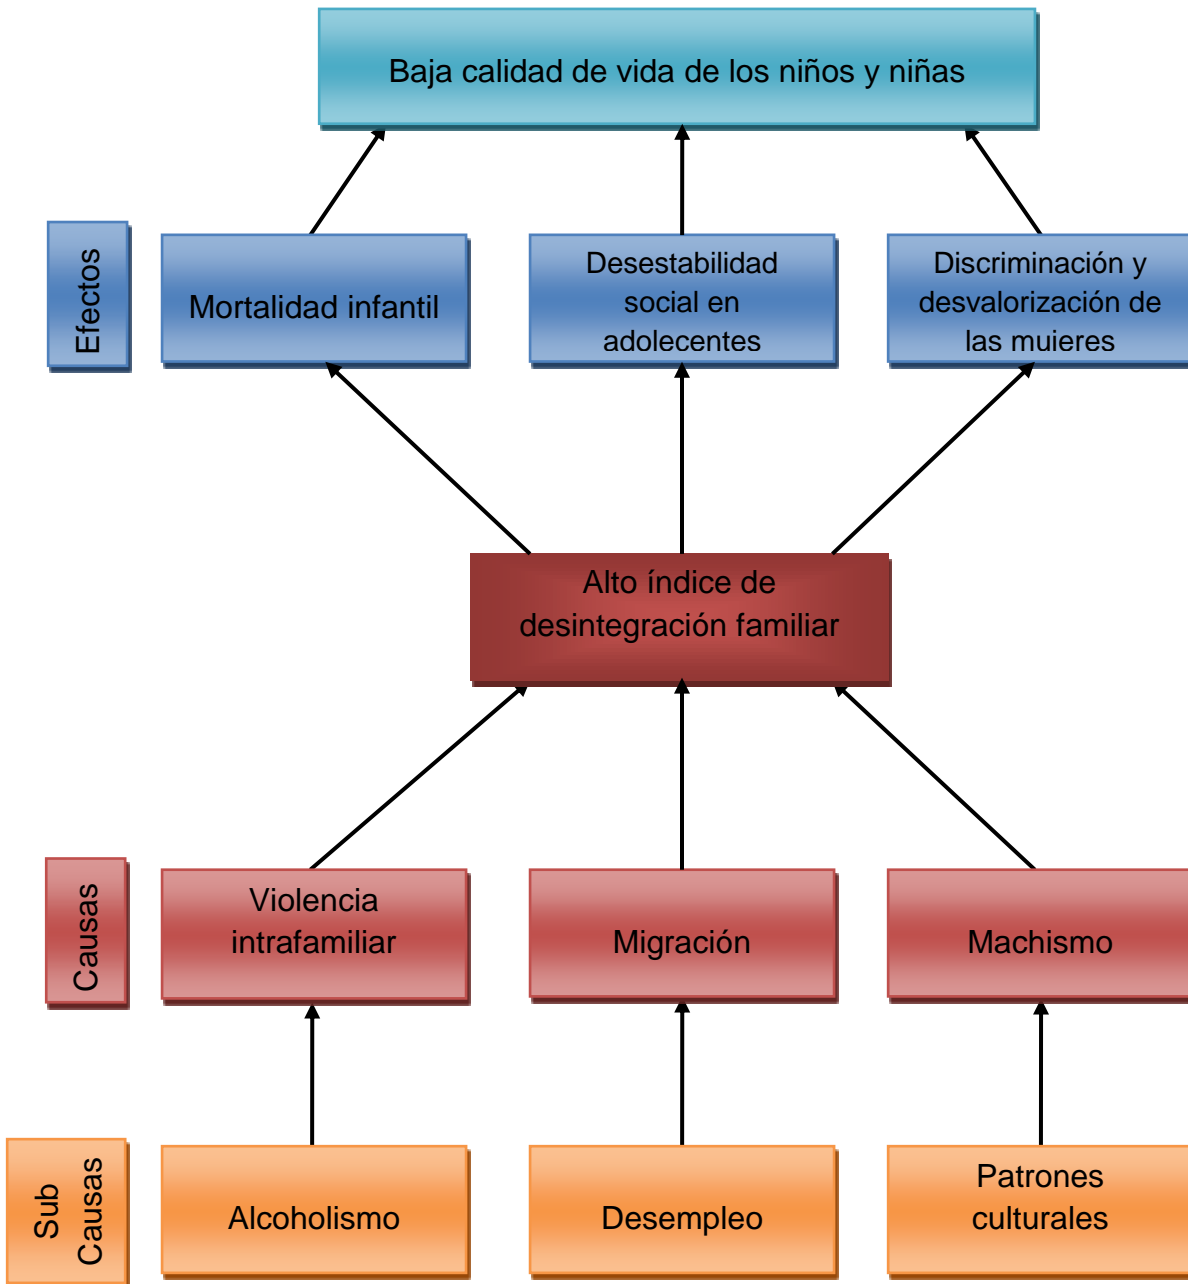 Baja calidad de vida de los niños y niñas
Efectos
Mortalidad infantil
Desestabilidad
social en
adolecentes
Discriminación y
desvalorización de
las mujeres
Alto índice de
desintegración familiar
Causas
Violencia
intrafamiliar
Migración
Machismo
Sub
Causas
Alcoholismo
Desempleo
Patrones
culturales